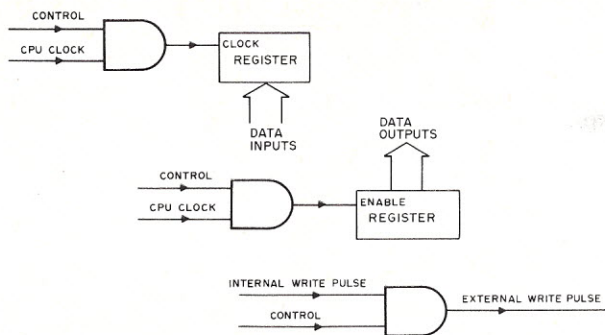 CONTROL
CPU CLOCK
CLOCK
REGISTER
DATA
INPUTS
DATA
OUTPUTS
CONTROL
CPU CLOCK
ENABLE
REGISTER
INTERNAL WRITE PULSE
CONTROL
EXTERNAL WRITE PULSE